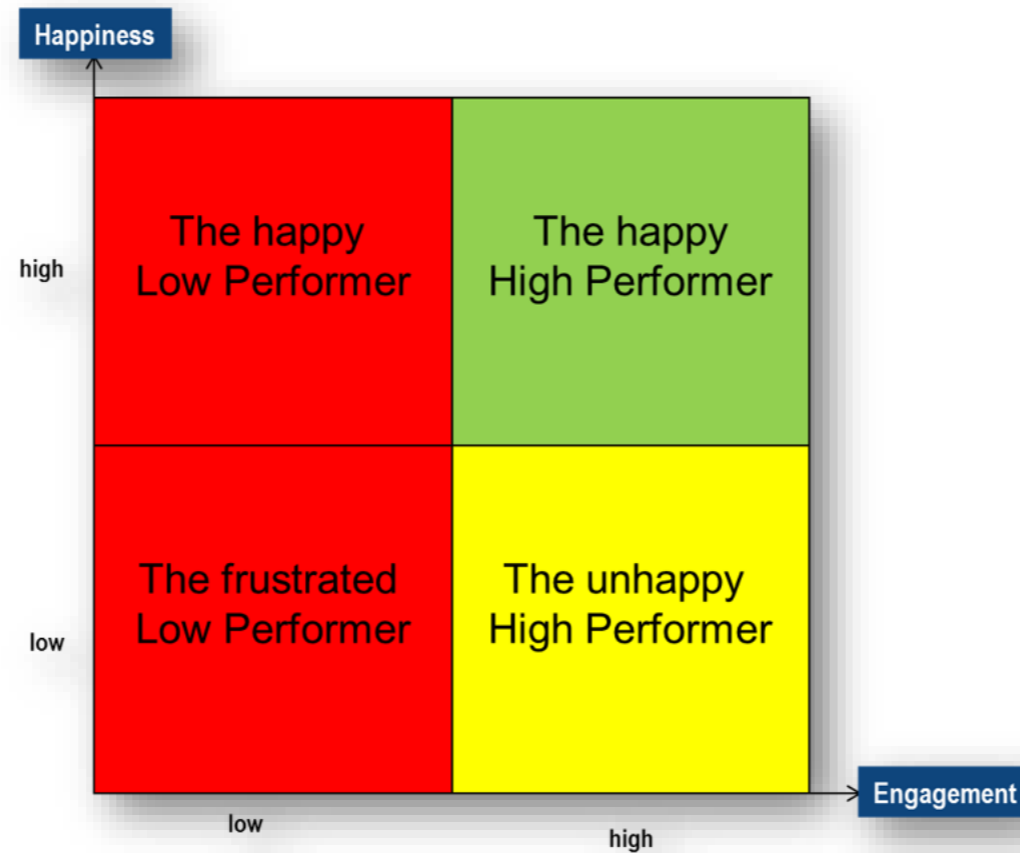 Happiness
high
The happy
Low Performer
The happy
High Performer
low
The frustrated
Low Performer
The unhappy
High Performer
Engagement
low
high